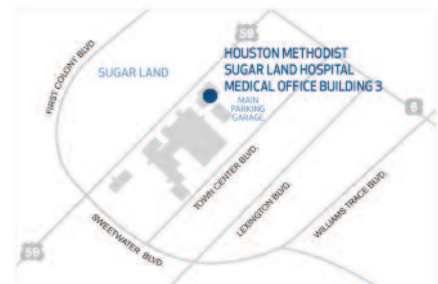 59
HOUSTON METHODIST
SUGAR LAND HOSPITAL
MEDICAL OFFICE BUILDING 3
MAIN
PARKING
GARAGE
SUGAR LAND
FIRST COLONY BLVD.
6
TOWN CENTER BLVD.
LEXINGTON BLVD.
WILLIAMS TRACE BLVD.
SWEETWATER BLVD.
59